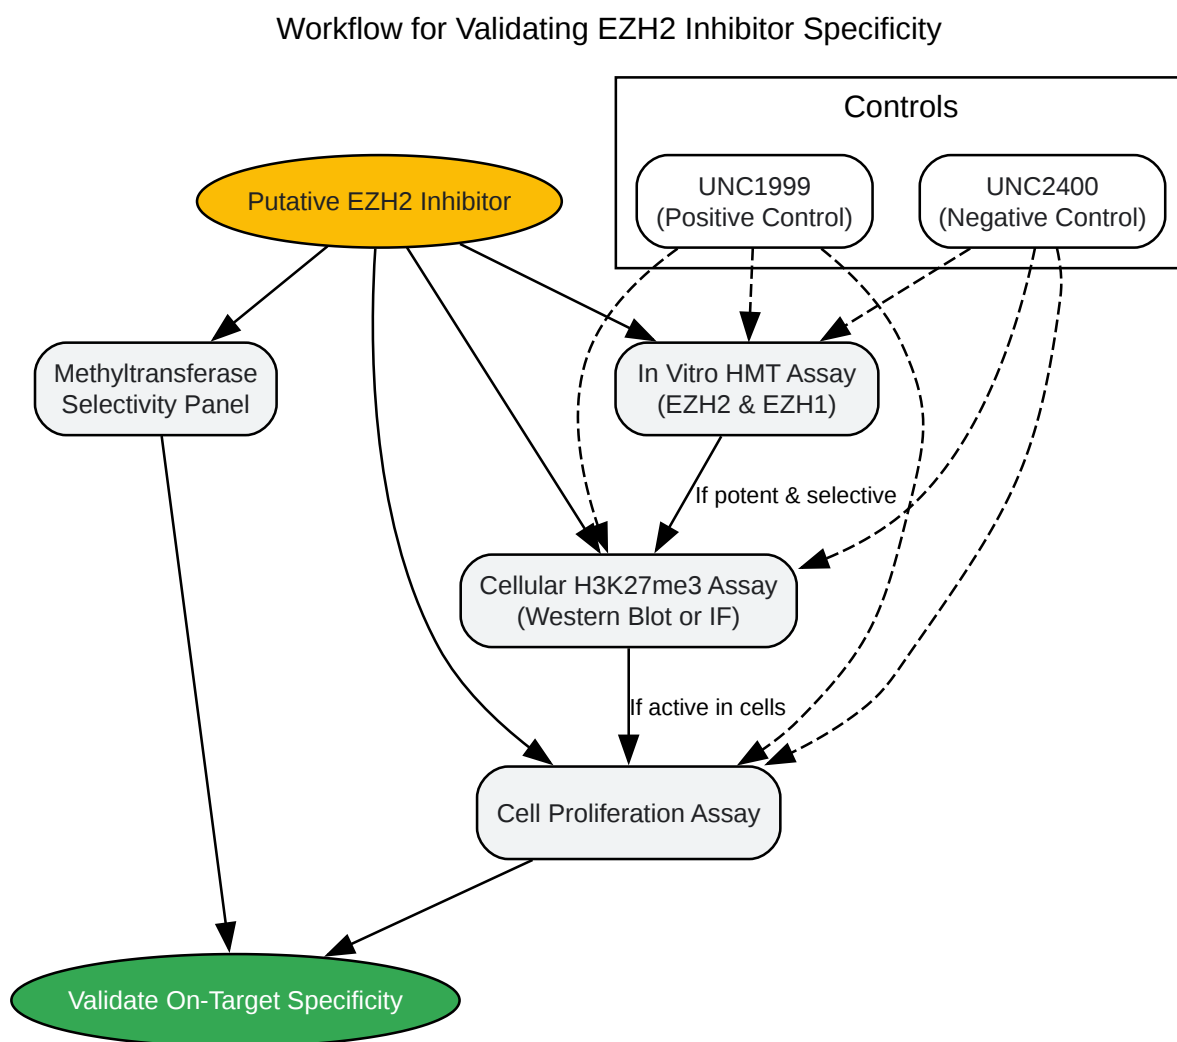 Workflow for Validating EZH2 Inhibitor Specificity
Controls
Putative EZH2 Inhibitor
UNC1999
(Positive Control)
UNC2400
(Negative Control)
Methyltransferase
Selectivity Panel
In Vitro HMT Assay
(EZH2 & EZH1)
If potent & selective
Cellular H3K27me3 Assay
(Western Blot or IF)
If active in cells
Cell Proliferation Assay
Validate On-Target Specificity